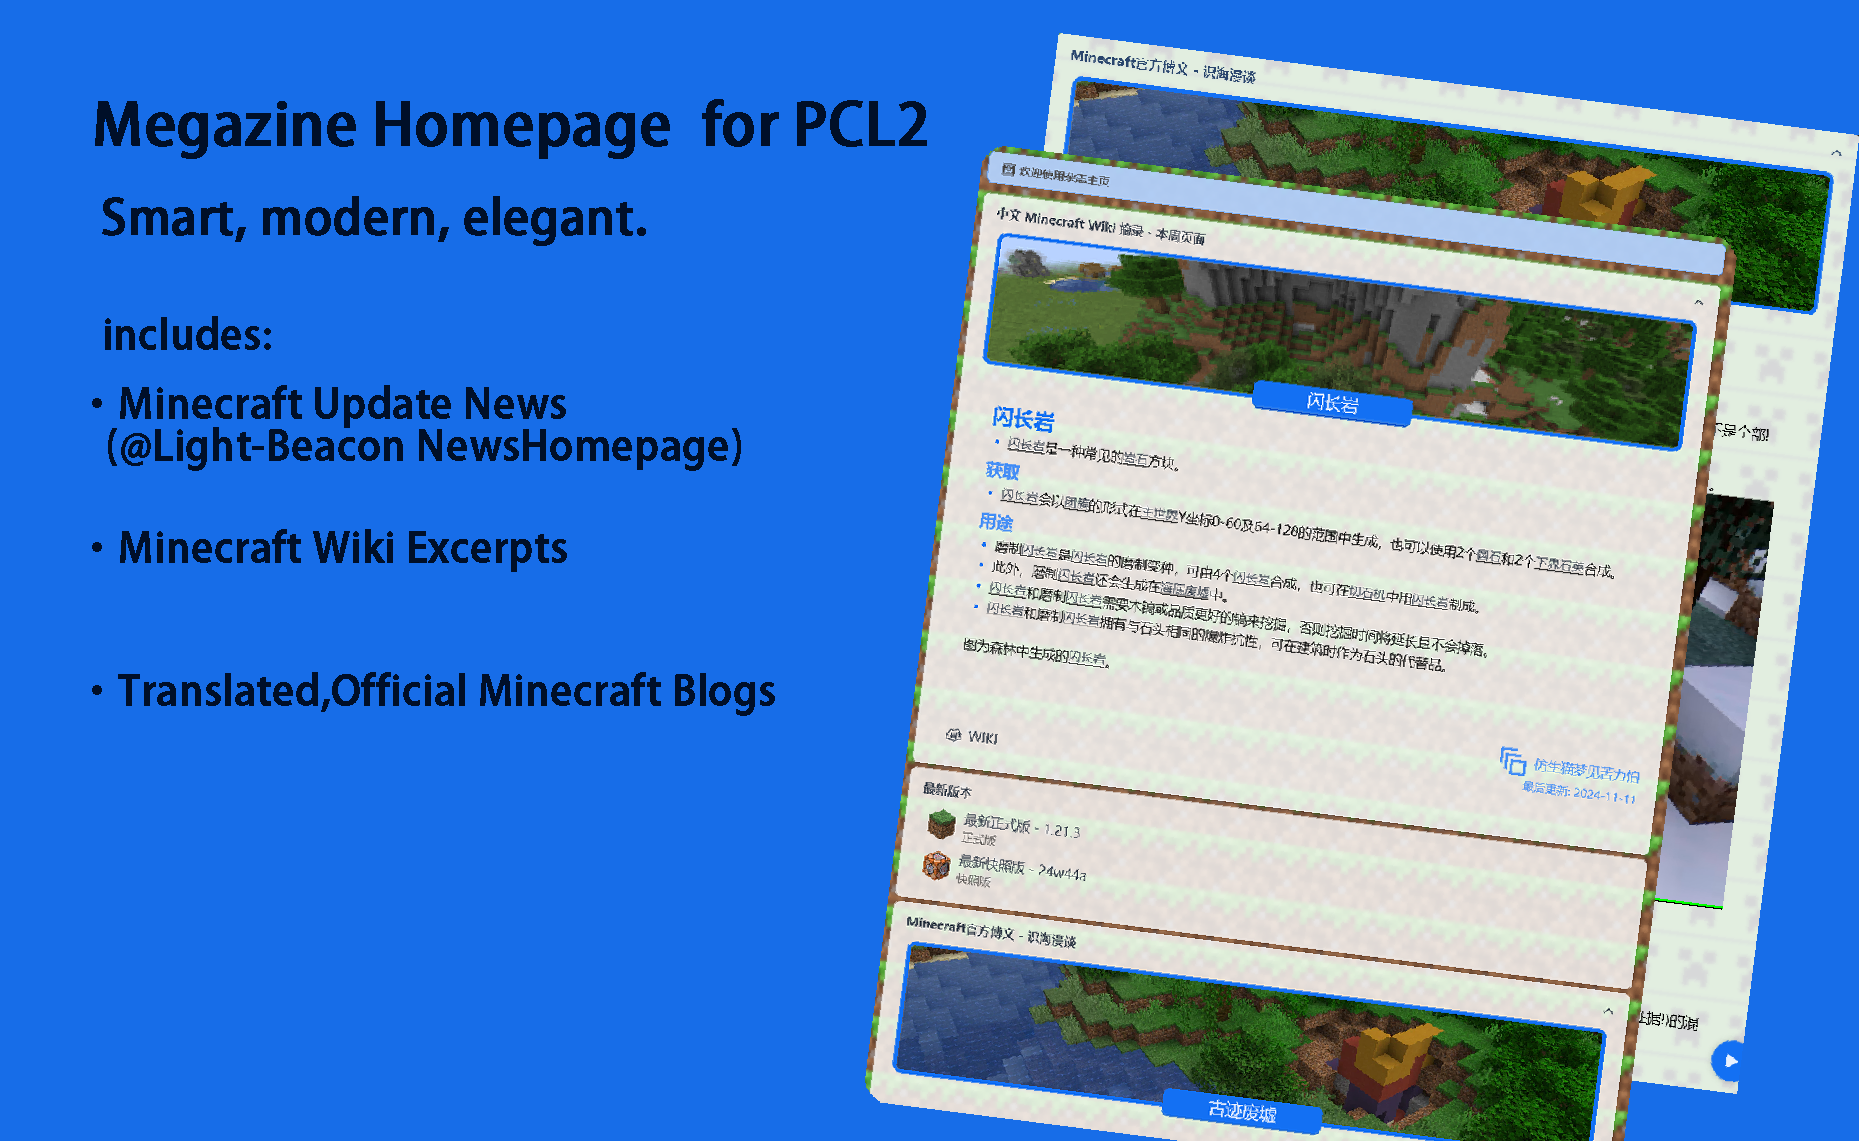 Megazine Homepage for PCL2
Smart, modern, elegant.
includes:
• Minecraft Update News
(@Light-Beacon NewsHomepage)
• Minecraft Wiki Excerpts
• Translated,Official Minecraft Blogs
Minecraft官方博文 - 识海漫谈
欢迎使用杂志主页
中文 Minecraft Wiki 摘录 - 本周页面
闪长岩
闪长岩
• 闪长岩是一种常见的岩石方块。
获取
• 闪长岩会以团簇的形式在主世界Y坐标0-60及64-128的范围中生成，也可以使用2个圆石和2个下界石英合成。
用途
• 磨制闪长岩是闪长岩的磨制变种，可由4个闪长岩合成，也可在切石机中用闪长岩制成。
• 此外，磨制闪长岩还会生成在海底废墟中。
• 闪长岩和磨制闪长岩需要木镐或品质更好的镐来挖掘，否则挖掘时间将延长且不会掉落。
• 闪长岩和磨制闪长岩拥有与石头相同的爆炸抗性，可在建筑时作为石头的代替品。
图为森林中生成的闪长岩。
WIKI
仿生猫梦见苦力怕
最后更新: 2024-11-11
最新版本
最新正式版 - 1.21.3
正式版
最新快照版 - 24w44a
快照版
Minecraft官方博文 - 识海漫谈
古迹废墟
不是个部!
。
的混